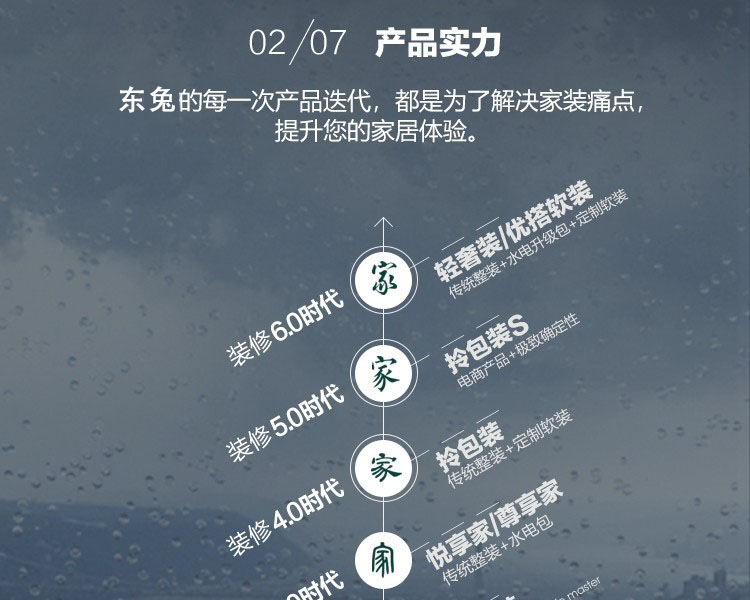 02/07 产品实力
东兔的每一次产品迭代，都是为了解决家装痛点，
提升您的家居体验。
轻奢装/优搭软装
传统整装+水电升级包+定制软装
家
装修6.0时代
拎包装S
电商产品+极致确定性
家
装修5.0时代
拎包装
传统整装+定制软装
家
装修4.0时代
悦享家/尊享家
传统整装+水电包
家
0时代
master